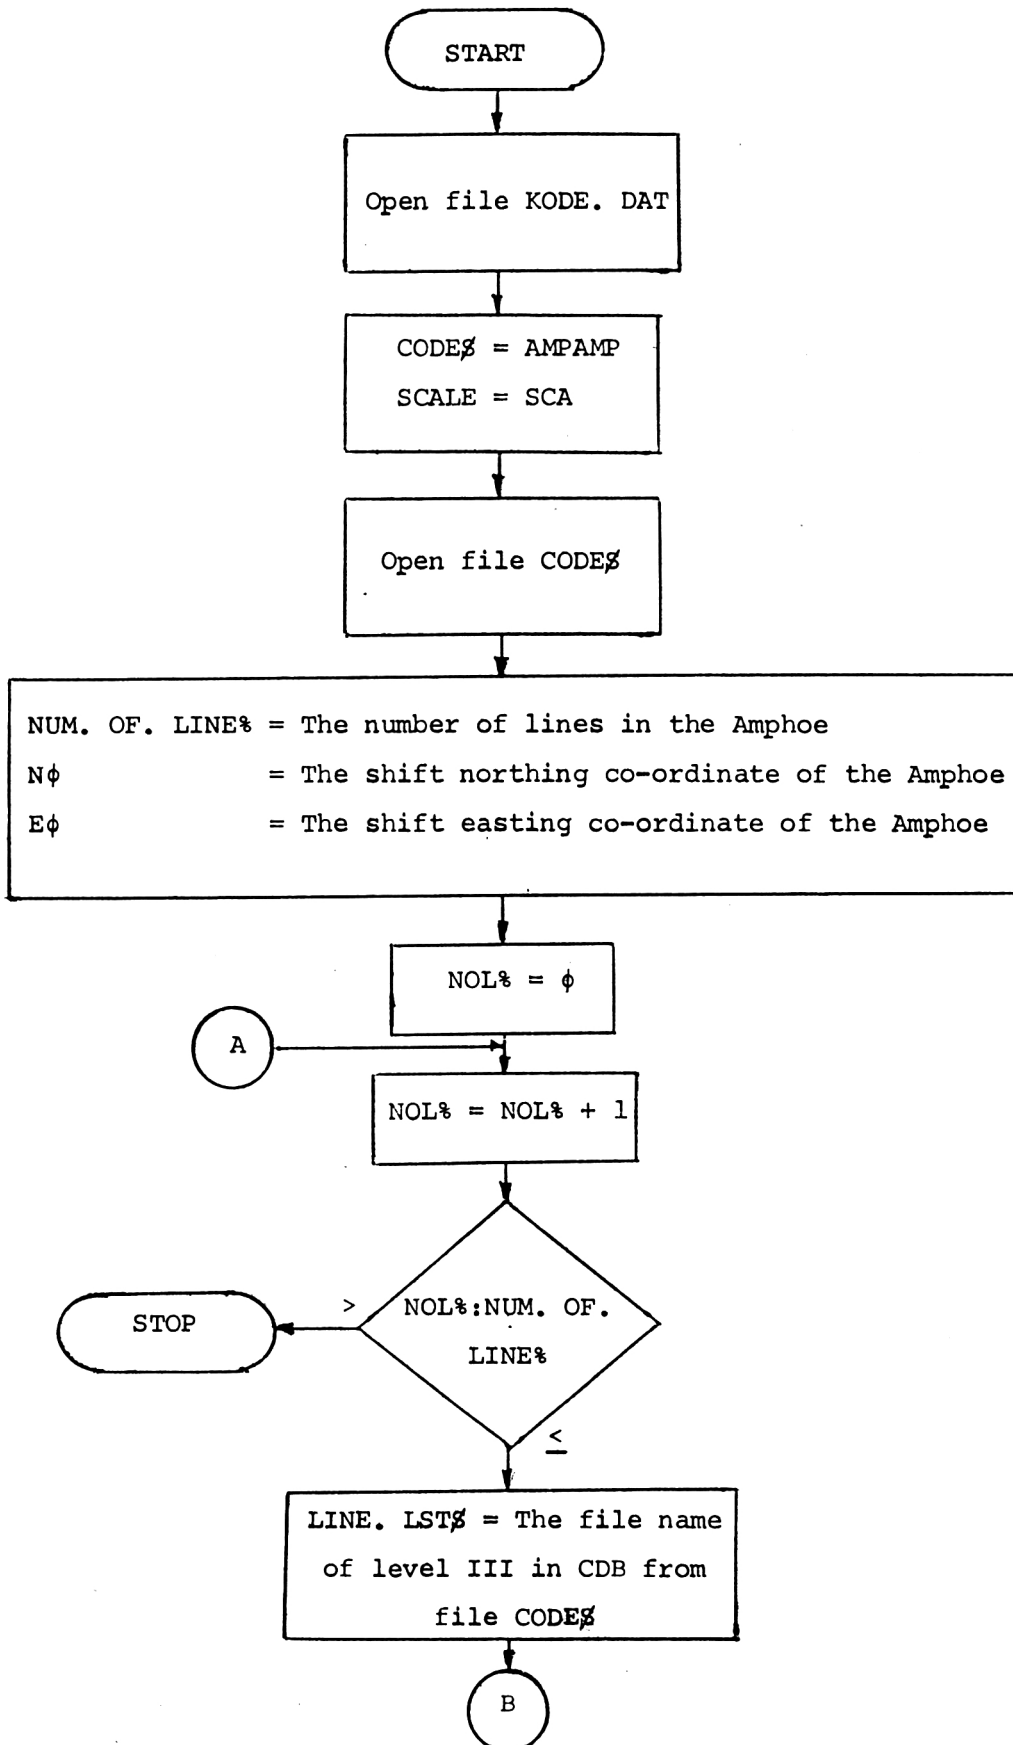 START
Open file KODE. DAT
CODE$ = AMPAMP
SCALE = SCA
Open file CODE$
NUM. OF. LINE% = The number of lines in the Amphoe
Nϕ = The shift northing co-ordinate of the Amphoe
Eϕ = The shift easting co-ordinate of the Amphoe
NOL% = ϕ
A
NOL% = NOL% + 1
>
NOL%:NUM. OF.
LINE%
STOP
≤
LINE. LST$ = The file name
of level III in CDB from
file CODE$
B